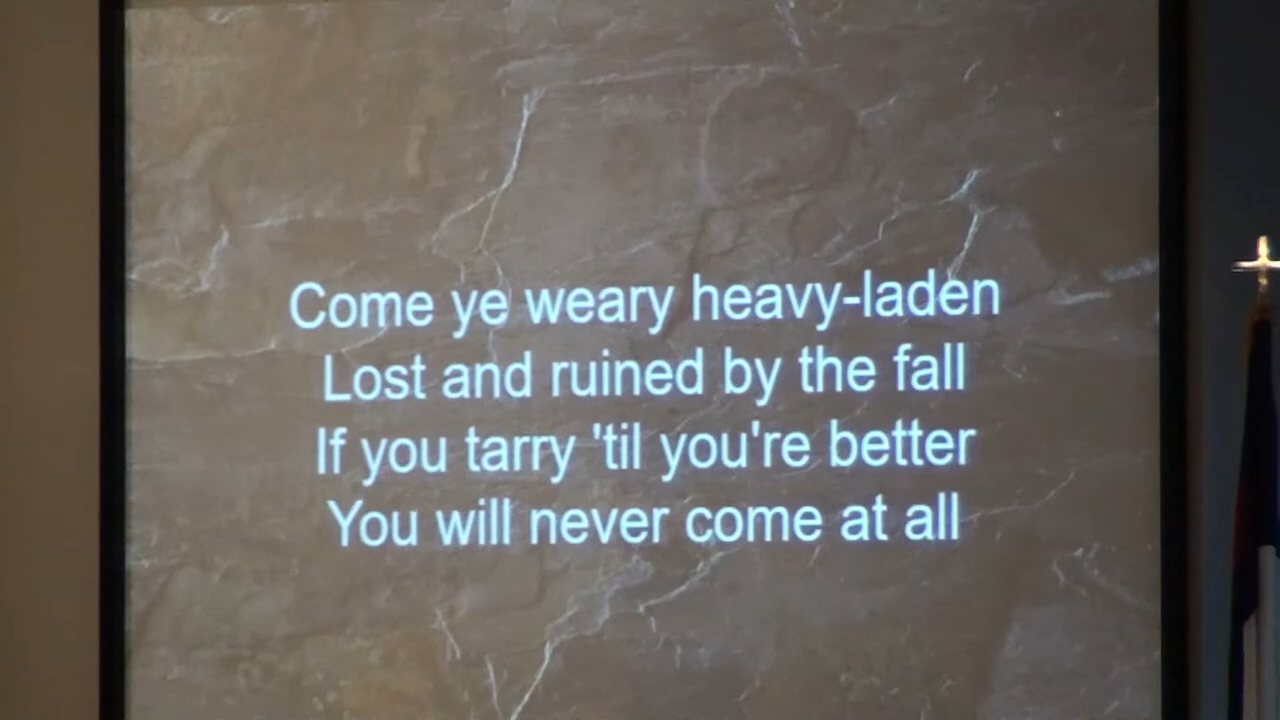 Come ye weary heavy-laden
Lost and ruined by the fall
If you tarry 'til you're better
You will never come at all